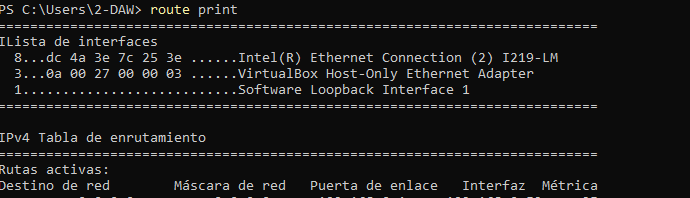 PS C:\Users\2-DAW> route print
===========================================================================
ILista de interfaces
  8...dc 4a 3e 7c 25 3e ......Intel(R) Ethernet Connection (2) I219-LM
  3...0a 00 27 00 00 03 ......VirtualBox Host-Only Ethernet Adapter
  1...........................Software Loopback Interface 1
===========================================================================
IPv4 Tabla de enrutamiento
===========================================================================
Rutas activas:
Destino de red        Máscara de red   Puerta de enlace   Interfaz  Métrica